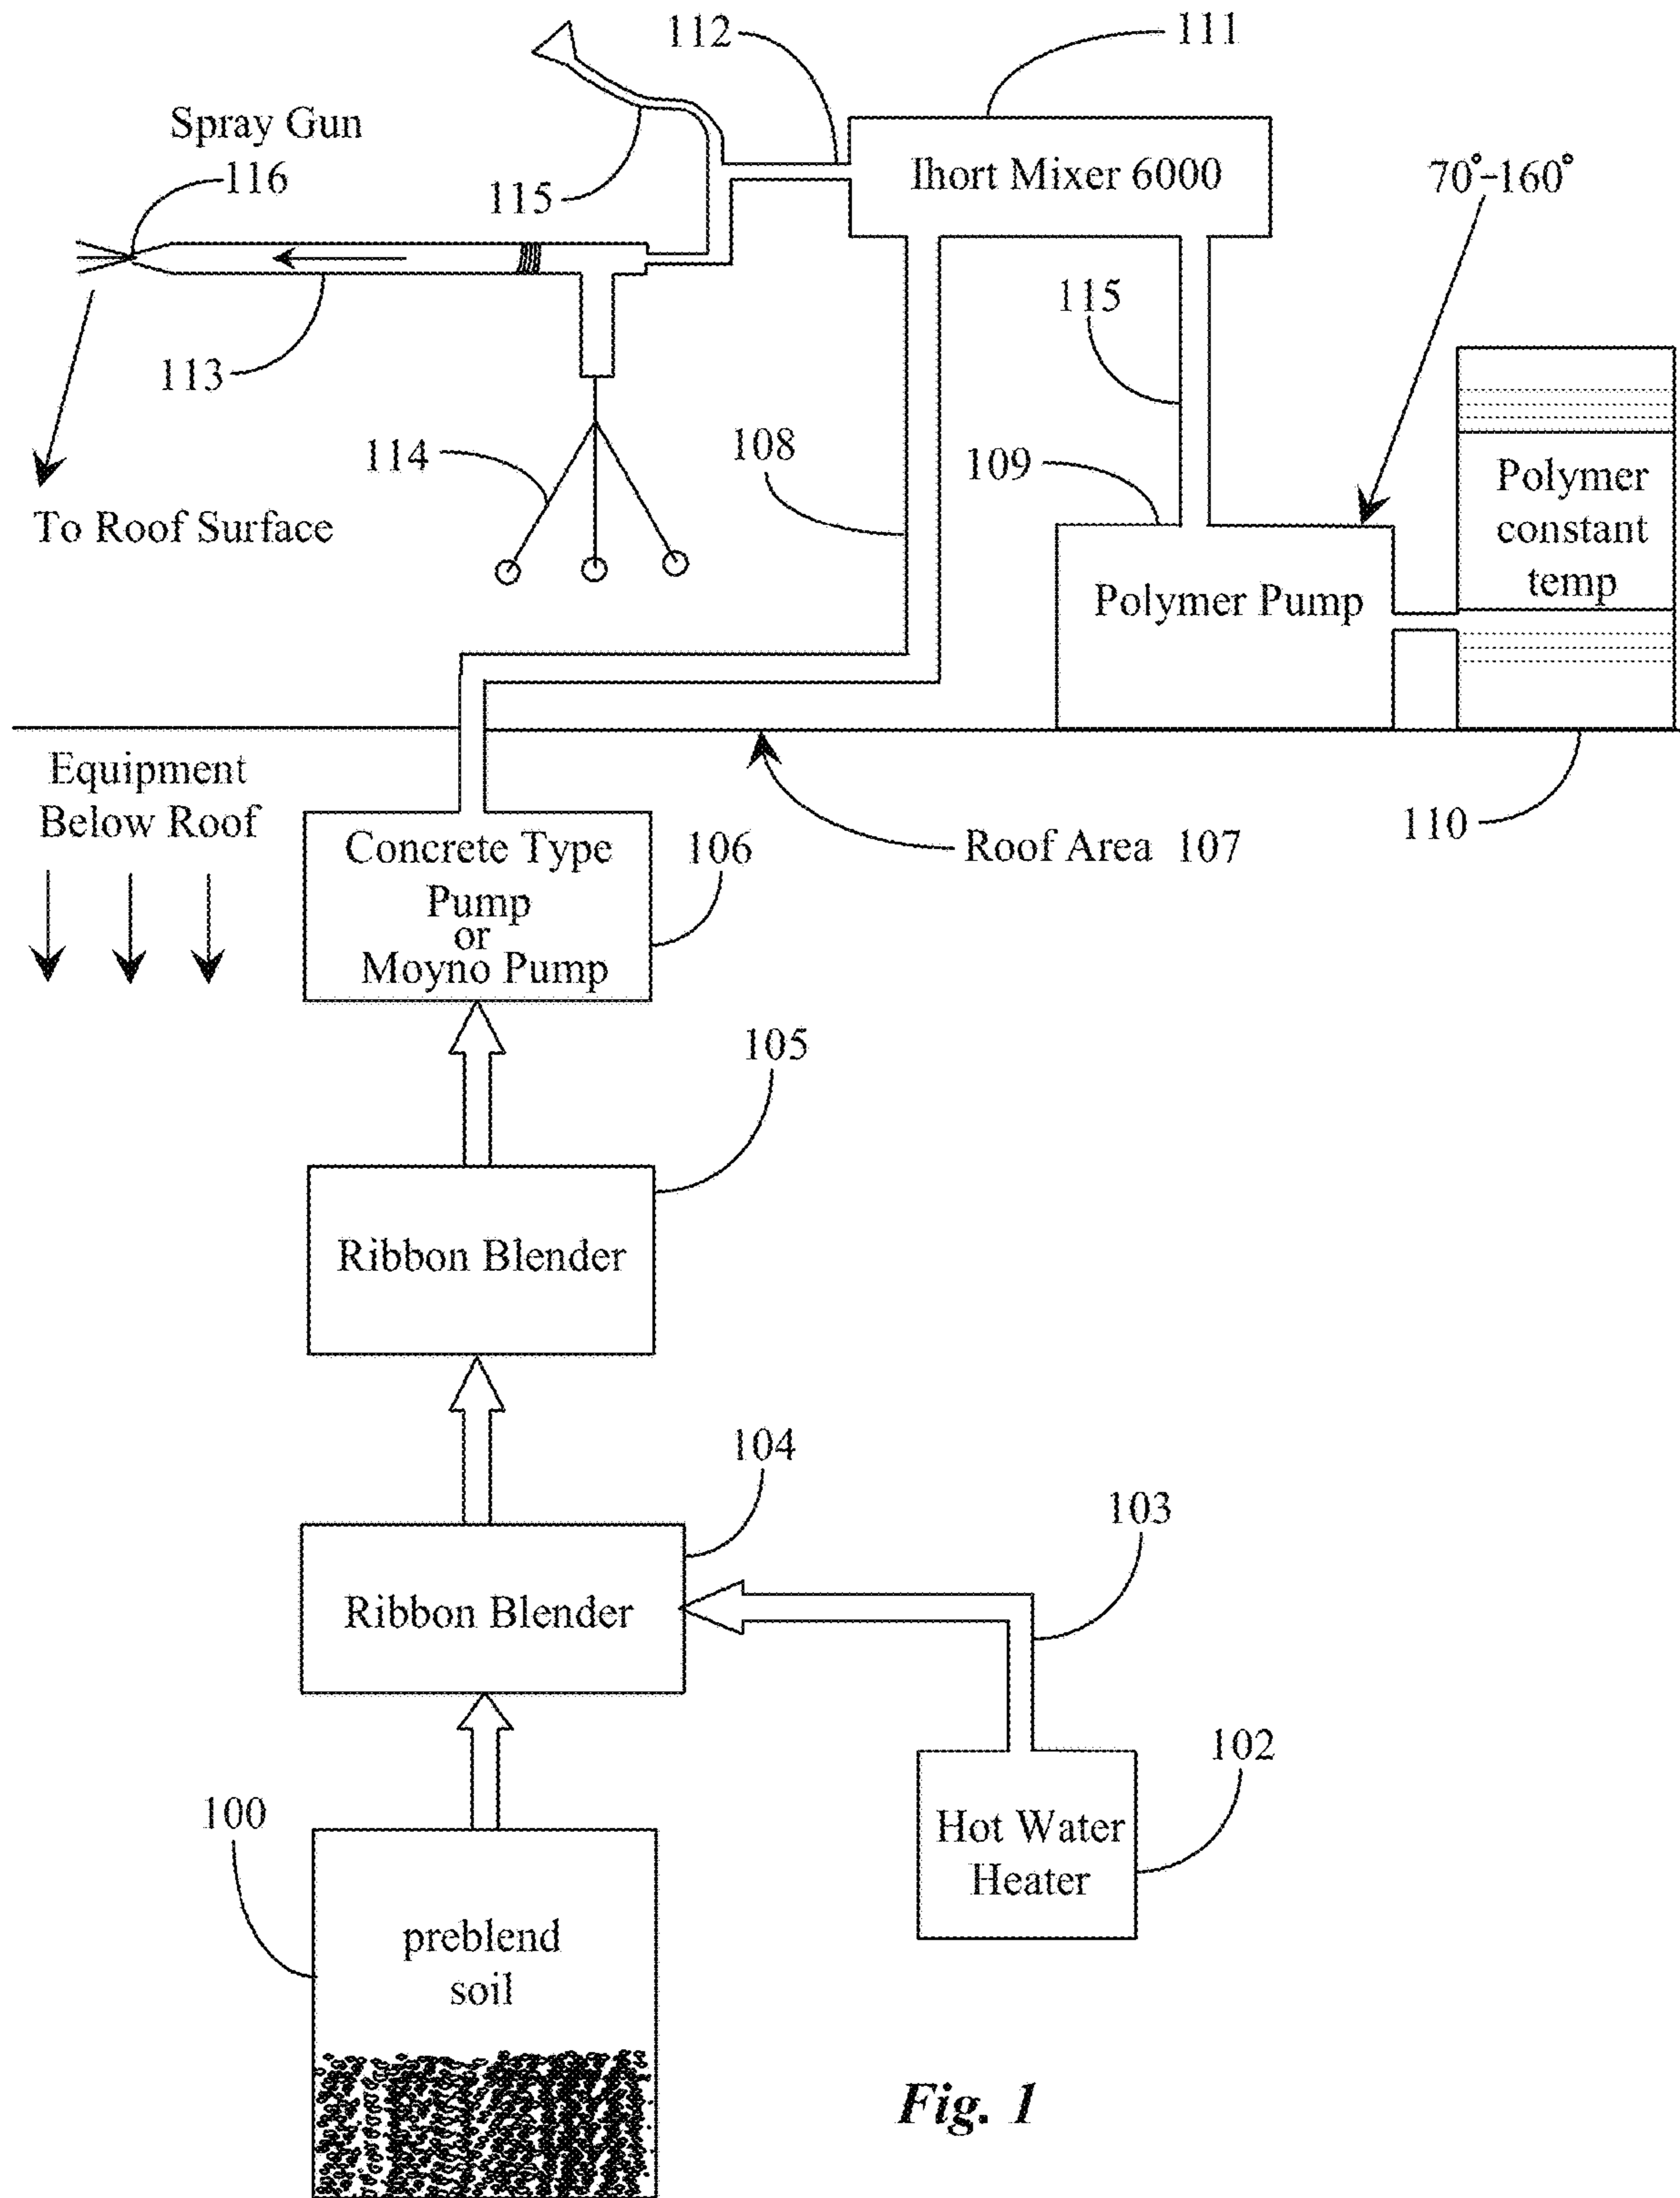 112
111
Spray Gun
116
115
Ihort Mixer 6000
70°-160°
113
115
114
108
109
To Roof Surface
Polymer
constant
temp
Polymer Pump
Equipment
Below Roof
Concrete Type
Pump
or
Moyno Pump
106
Roof Area 107
110
105
Ribbon Blender
104
103
Ribbon Blender
102
100
Hot Water
Heater
preblend
soil
Fig. 1